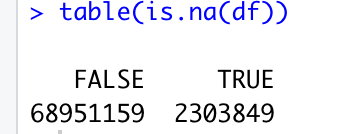 > table(is.na(df))
FALSE TRUE
68951159 2303849